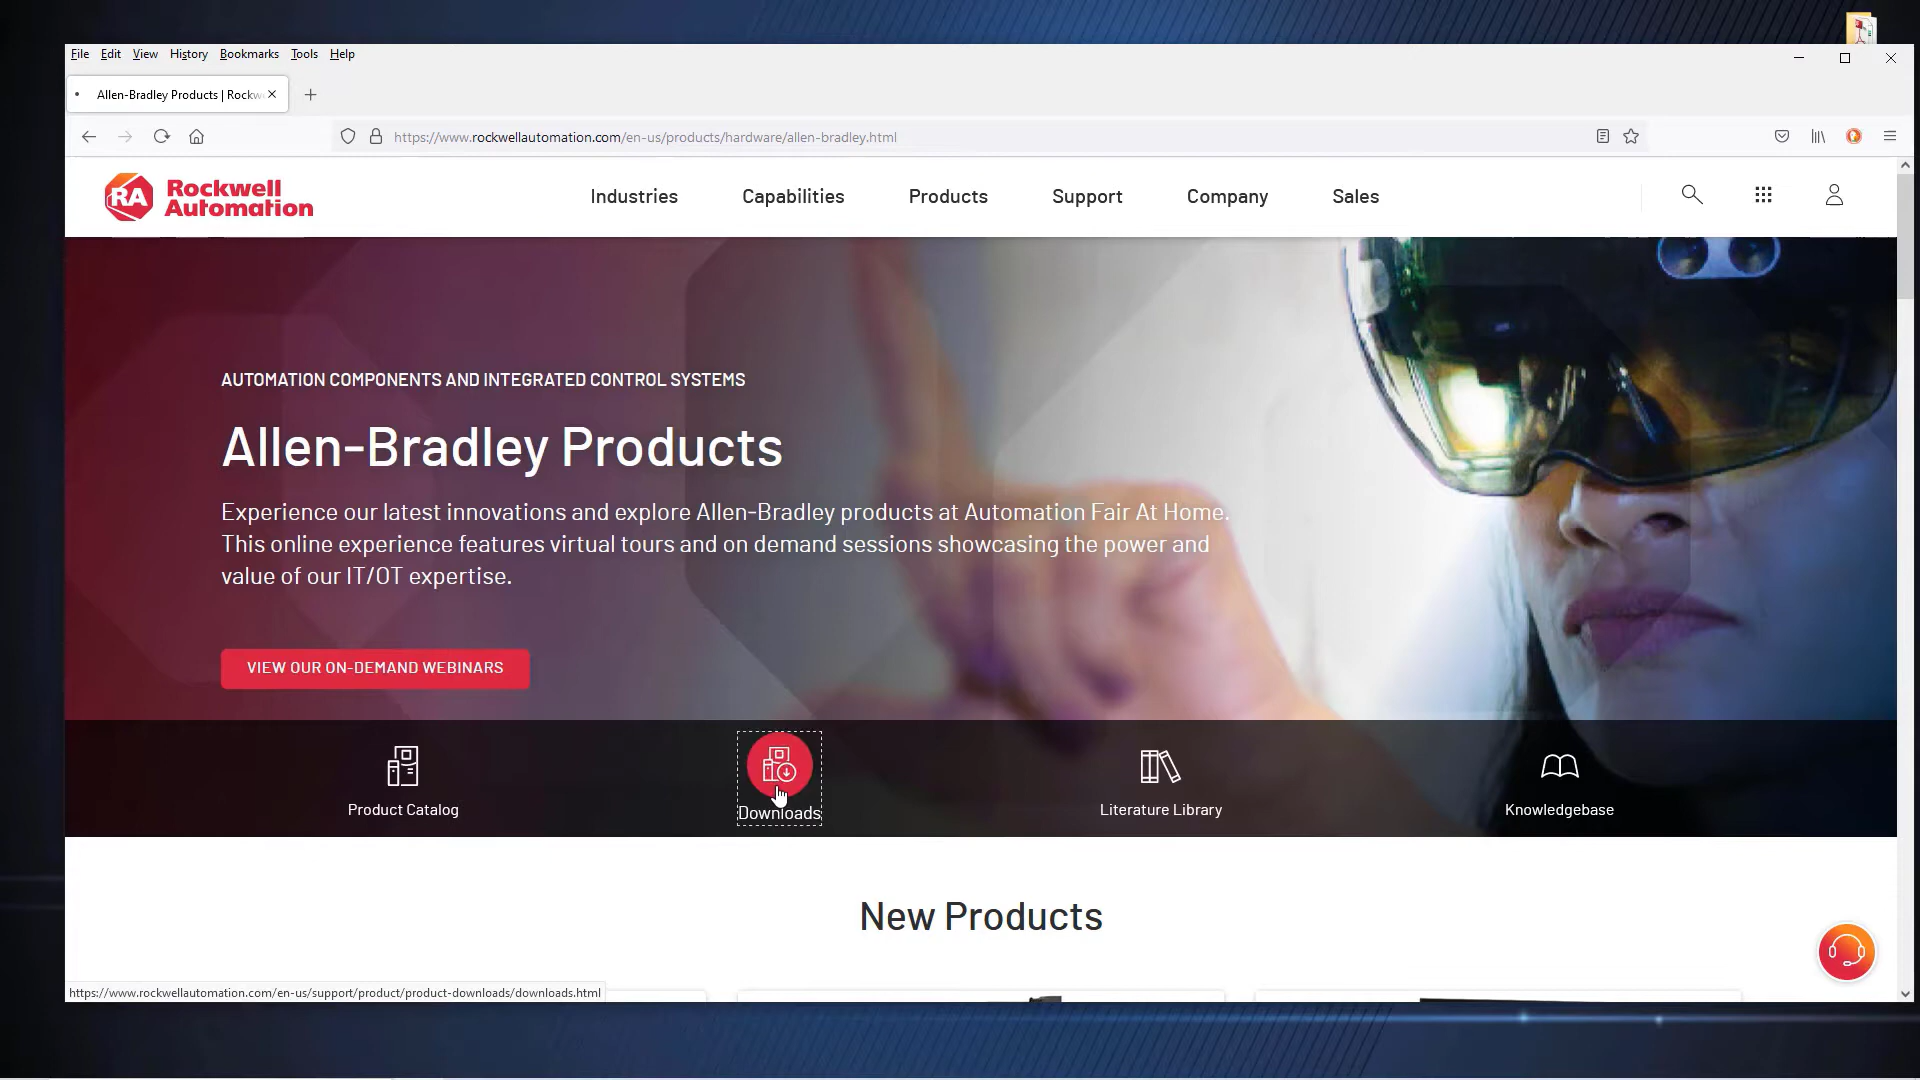 File Edit View History Bookmarks Tools Help
Allen-Bradley Products | Rockw
https://www.rockwellautomation.com/en-us/products/hardware/allen-bradley.html
RA Rockwell
Automation
Industries Capabilities Products Support Company Sales
AUTOMATION COMPONENTS AND INTEGRATED CONTROL SYSTEMS
Allen-Bradley Products
Experience our latest innovations and explore Allen-Bradley products at Automation Fair At Home.
This online experience features virtual tours and on demand sessions showcasing the power and
value of our IT/OT expertise.
VIEW OUR ON-DEMAND WEBINARS
Product Catalog Downloads Literature Library Knowledgebase
New Products
https://www.rockwellautomation.com/en-us/support/product/product-downloads/downloads.html